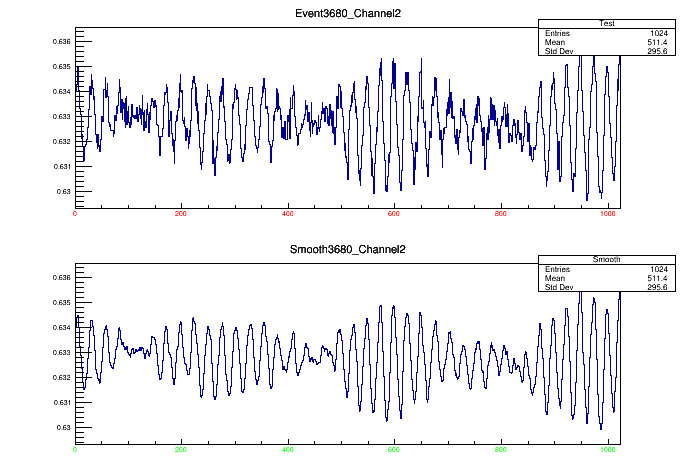 Event3680_Channel2
Test
Entries 1024
Mean 511.4
Std Dev 295.6
0.636
0.635
0.634
0.633
0.632
0.631
0.63
0 200 400 600 800 1000
Smooth3680_Channel2
Smooth
Entries 1024
Mean 511.4
Std Dev 295.6
0.636
0.635
0.634
0.633
0.632
0.631
0.63
0 200 400 600 800 1000